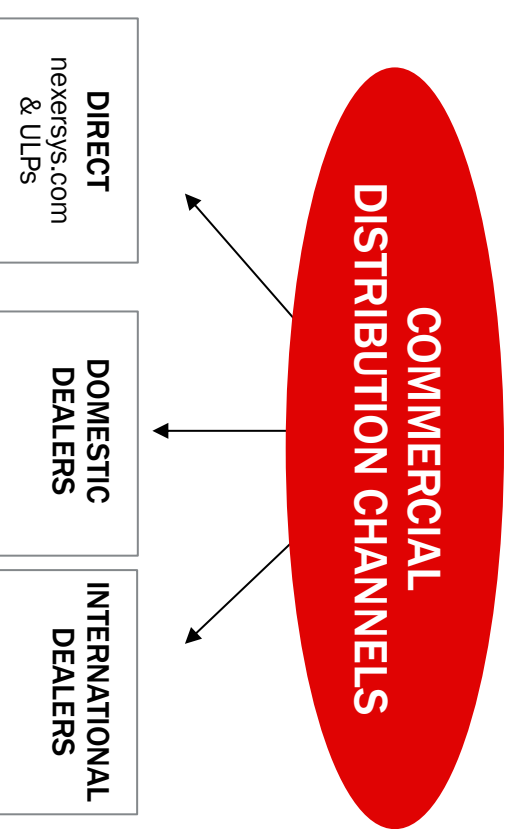 COMMERCIAL
DISTRIBUTION CHANNELS
DIRECT
nexersys.com
& ULPs
DOMESTIC
DEALERS
INTERNATIONAL
DEALERS